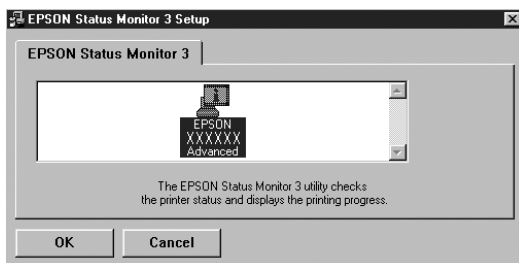 EPSON Status Monitor 3 Setup
EPSON Status Monitor 3
EPSON
XXXXXX
Advanced
The EPSON Status Monitor 3 utility checks
the printer status and displays the printing progress.
OK Cancel